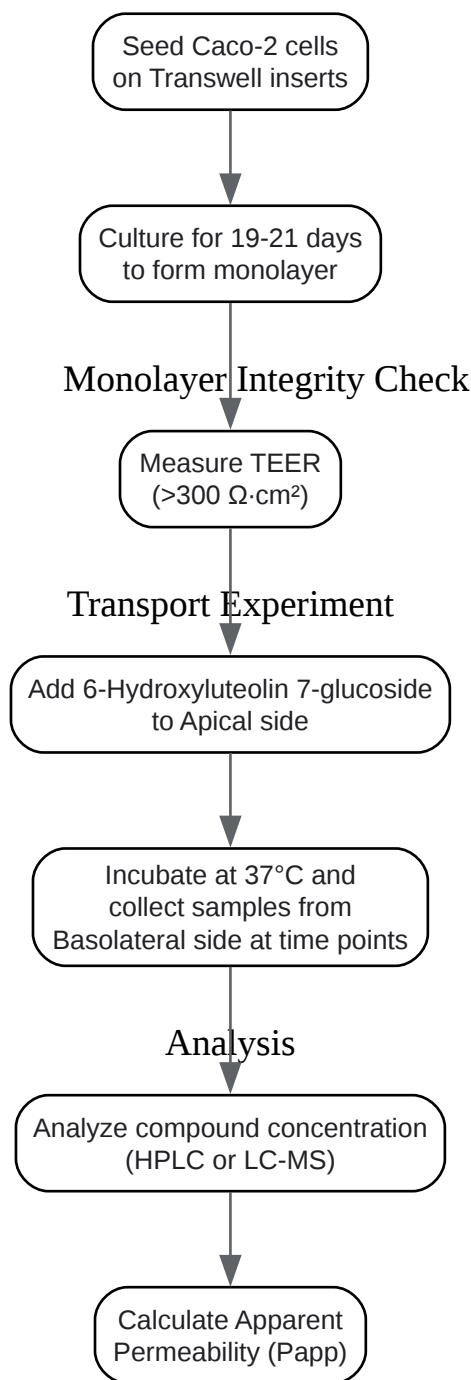 Seed Caco-2 cells
on Transwell inserts
Culture for 19-21 days
to form monolayer
Monolayer Integrity Check
Measure TEER
(>300 Ω·cm²)
Transport Experiment
Add 6-Hydroxyluteolin 7-glucoside
to Apical side
Incubate at 37°C and
collect samples from
Basolateral side at time points
Analysis
Analyze compound concentration
(HPLC or LC-MS)
Calculate Apparent
Permeability (Papp)